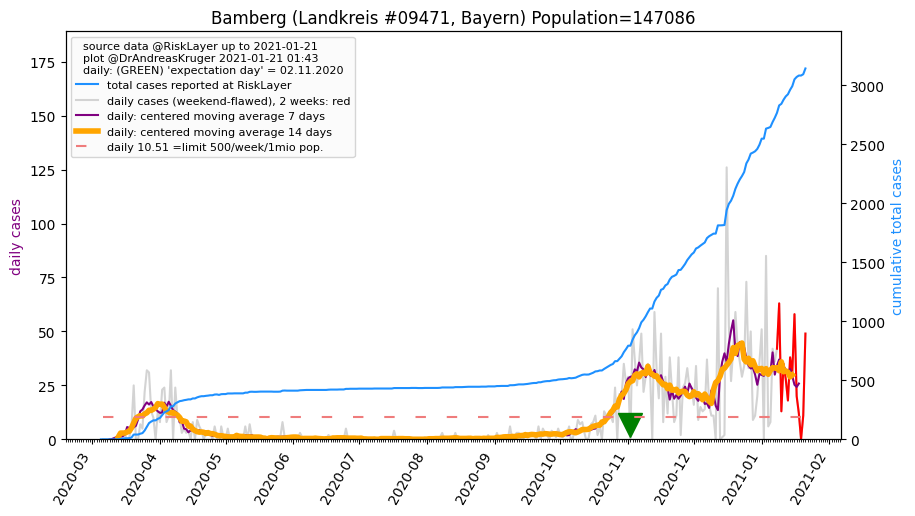 Bamberg (Landkreis #09471, Bayern) Population=147086
source data @RiskLayer up to 2021-01-21
plot @DrAndreasKruger 2021-01-21 01:43
daily: (GREEN) 'expectation day' = 02.11.2020
total cases reported at RiskLayer
daily cases (weekend-flawed), 2 weeks: red
daily: centered moving average 7 days
daily: centered moving average 14 days
daily 10.51 =limit 500/week/1mio pop.
daily cases
175
150
125
100
75
50
25
0
cumulative total cases
3000
2500
2000
1500
1000
500
0
2020-03
2020-04
2020-05
2020-06
2020-07
2020-08
2020-09
2020-10
2020-11
2020-12
2021-01
2021-02